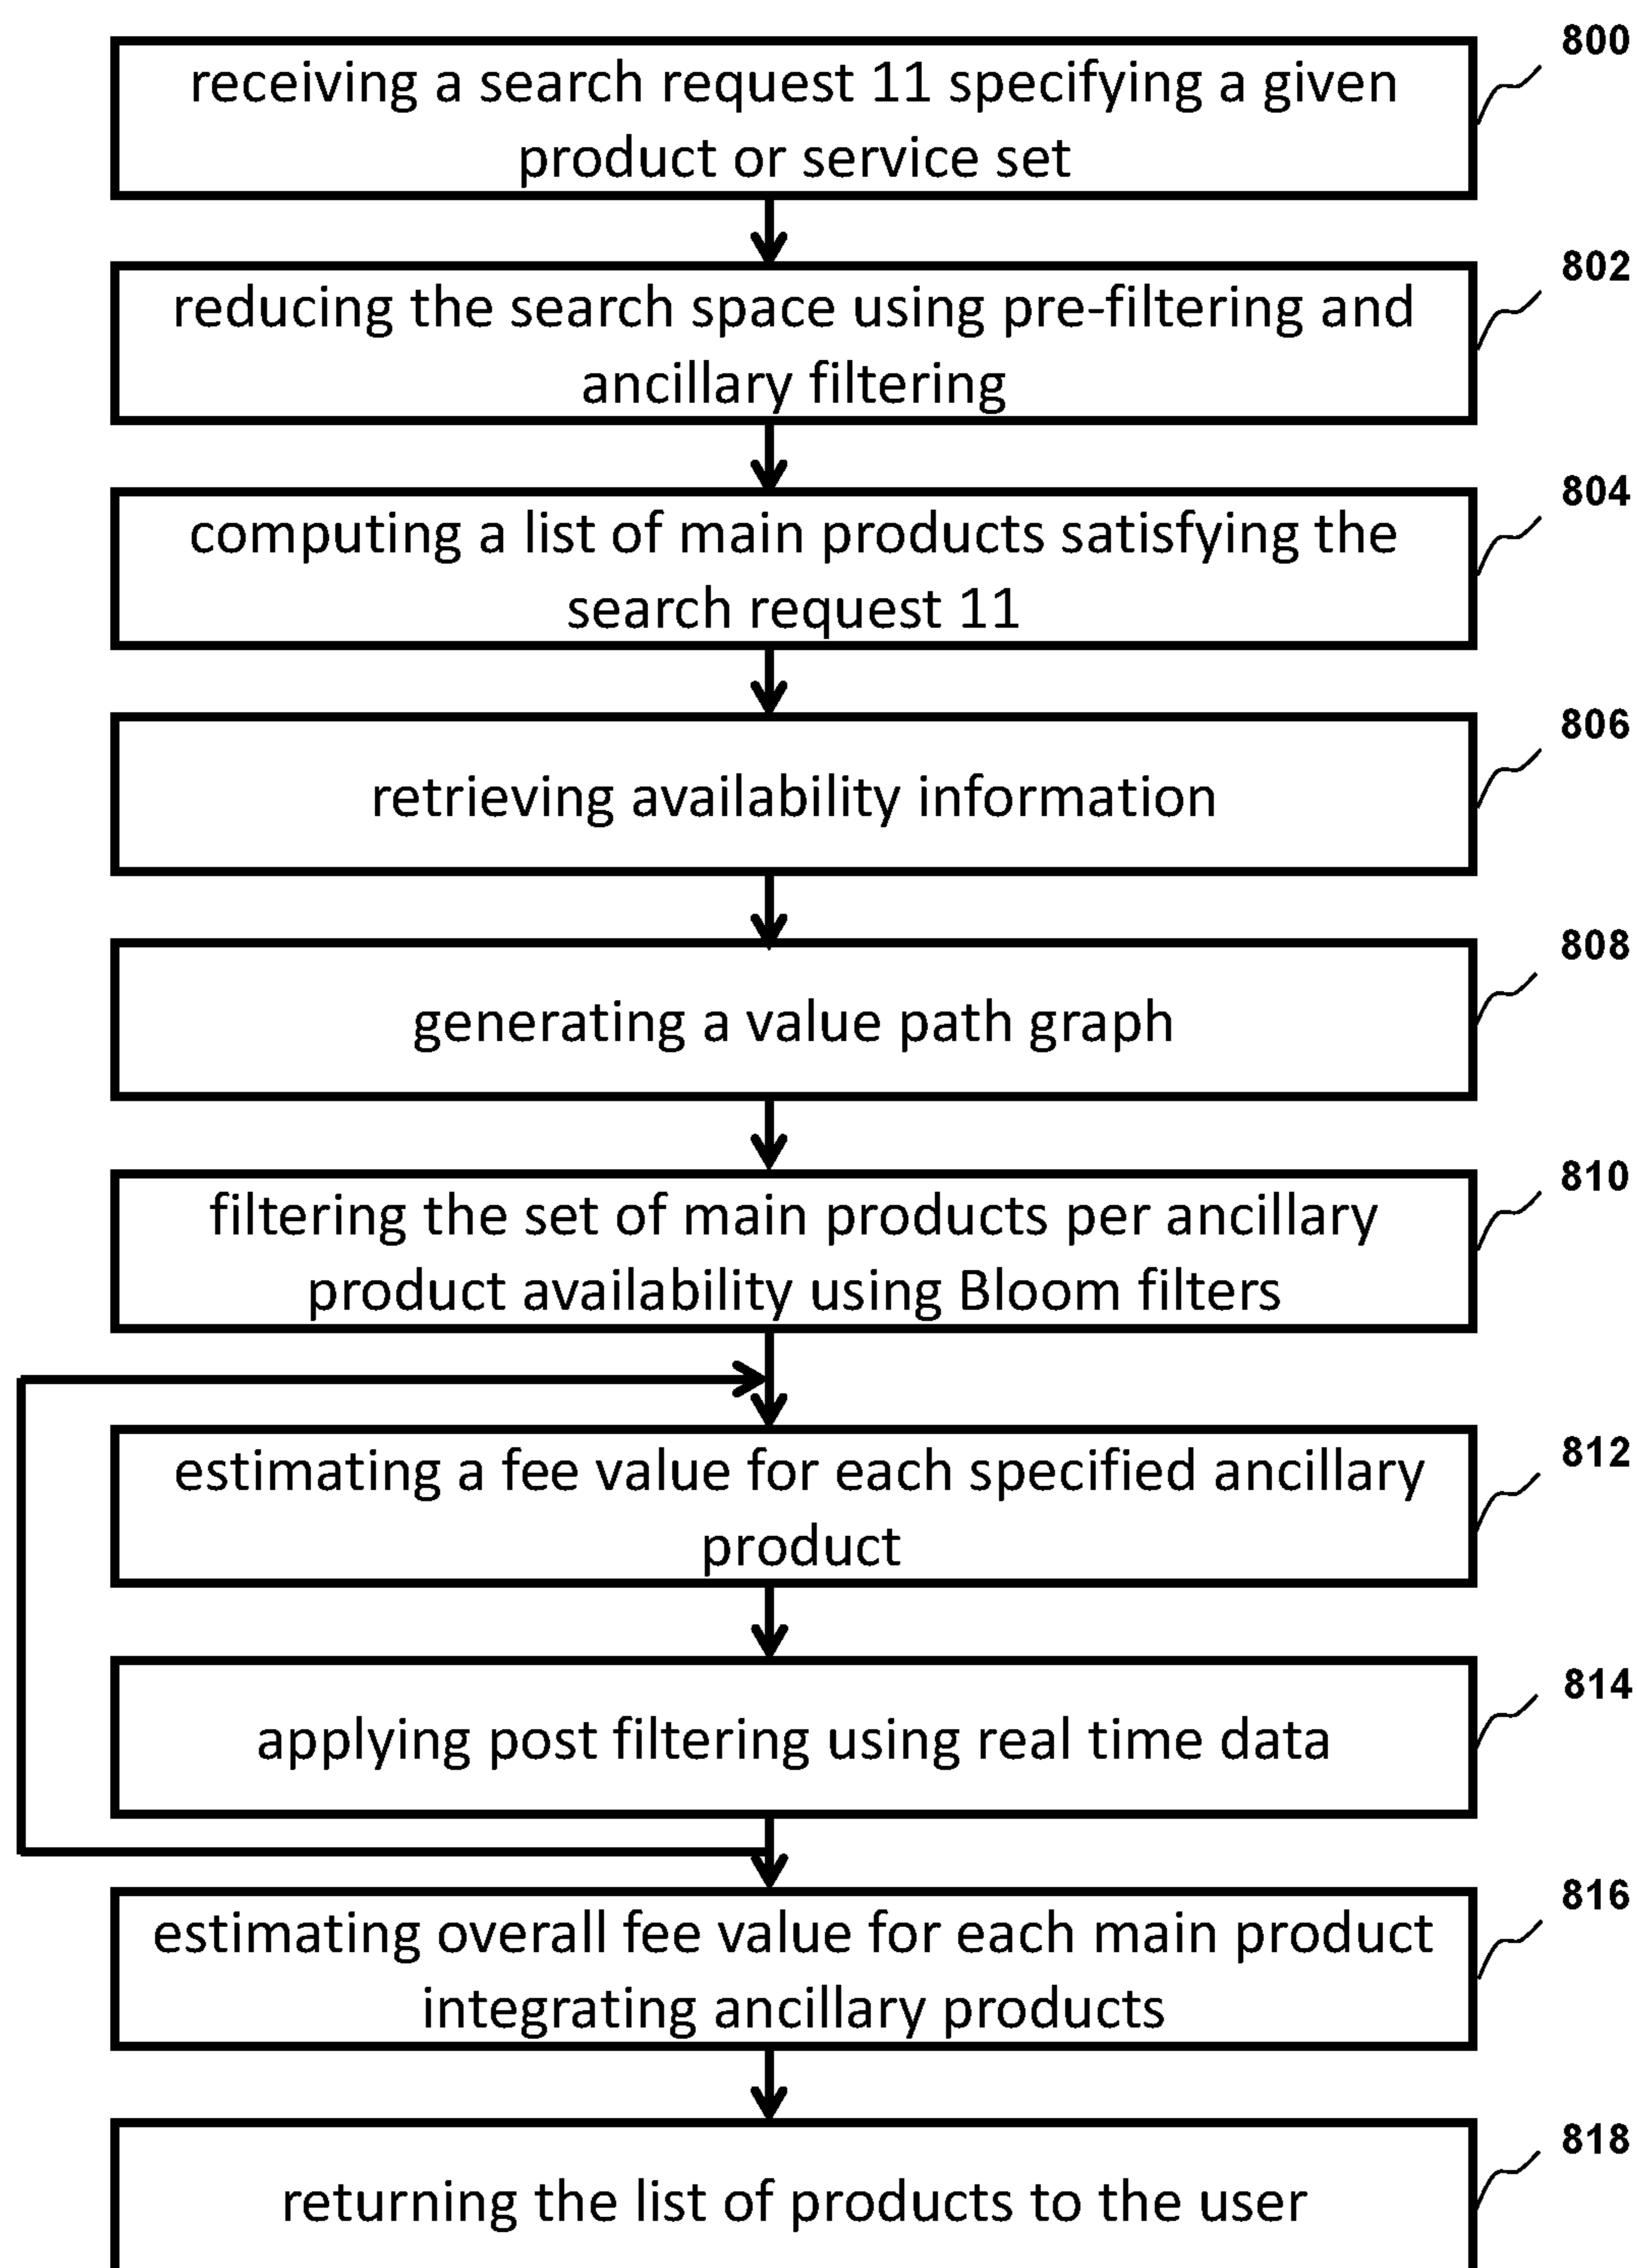 800
receiving a search request 11 specifying a given
product or service set
802
reducing the search space using pre-filtering and
ancillary filtering
804
computing a list of main products satisfying the
search request 11
806
retrieving availability information
808
generating a value path graph
810
filtering the set of main products per ancillary
product availability using Bloom filters
812
estimating a fee value for each specified ancillary
product
814
applying post filtering using real time data
816
estimating overall fee value for each main product
integrating ancillary products
818
returning the list of products to the user